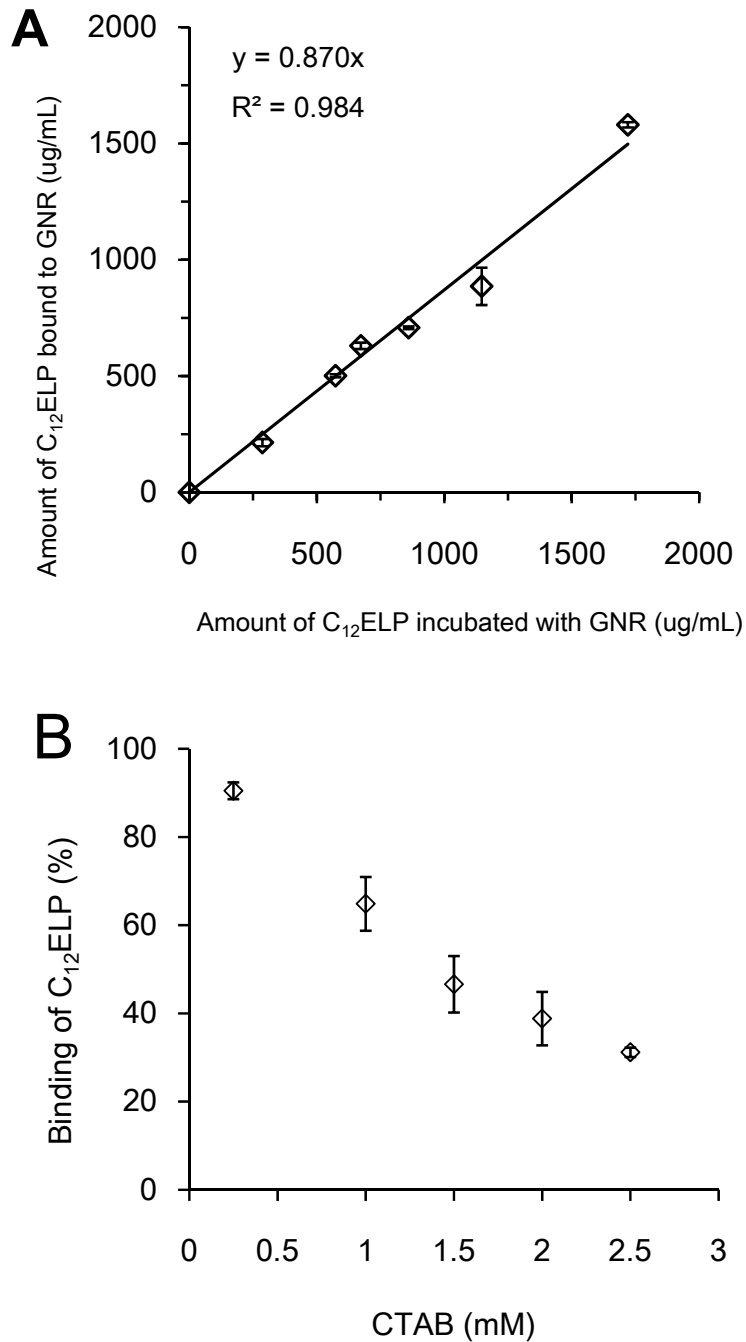 A
2000
1500
1000
500
0
y = 0.870x
R² = 0.984
Amount of C₁₂ELP bound to GNR (ug/mL)
0 500 1000 1500 2000
Amount of C₁₂ELP incubated with GNR (ug/mL)
B
100
80
60
40
20
0
Binding of C₁₂ELP (%)
0 0.5 1 1.5 2 2.5 3
CTAB (mM)